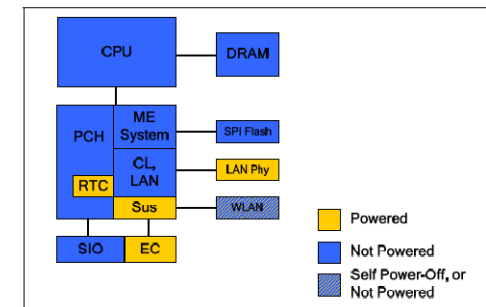 CPU
DRAM
PCH
ME
System
SPI Flash
CL,
LAN
LAN Phy
RTC
Sus
WLAN
SIO
EC
Powered
Not Powered
Self Power-Off, or
Not Powered